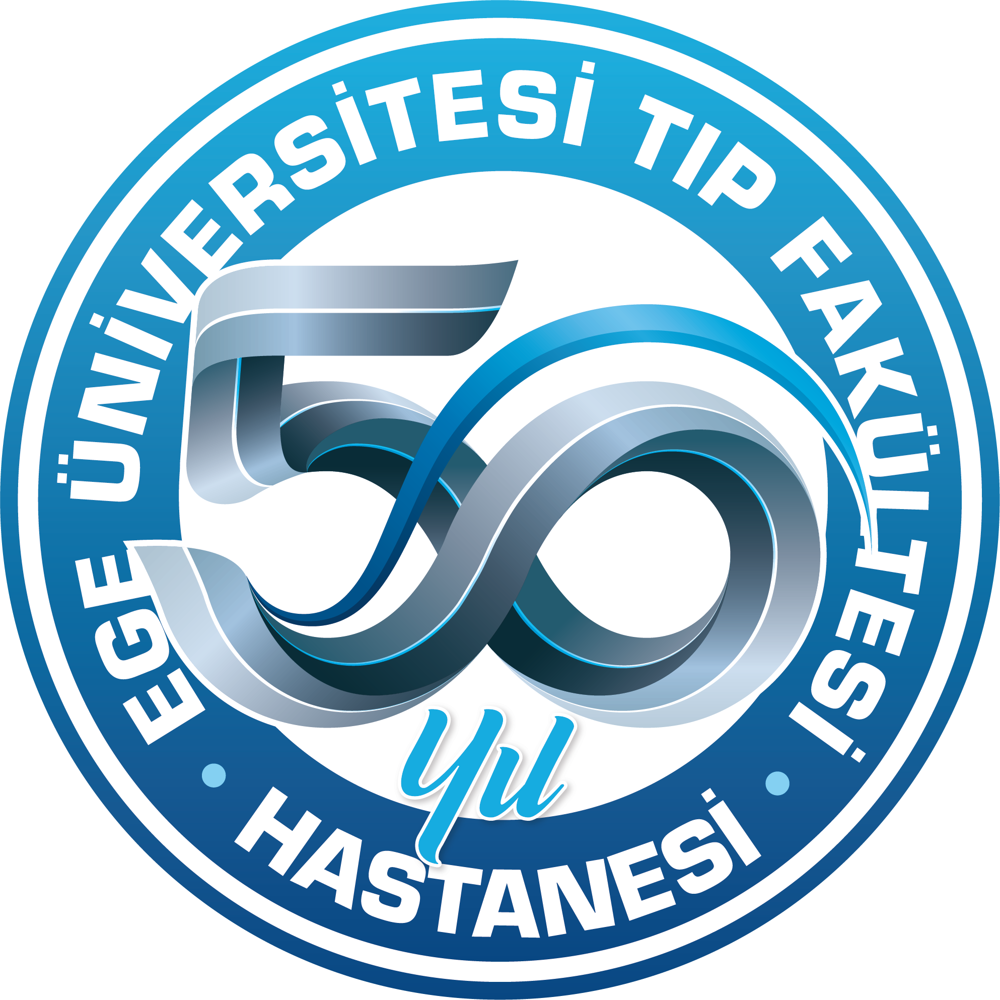 EGE ÜNİVERSİTESİ TIP FAKÜLTESİ
50
Yıl
HASTANESİ